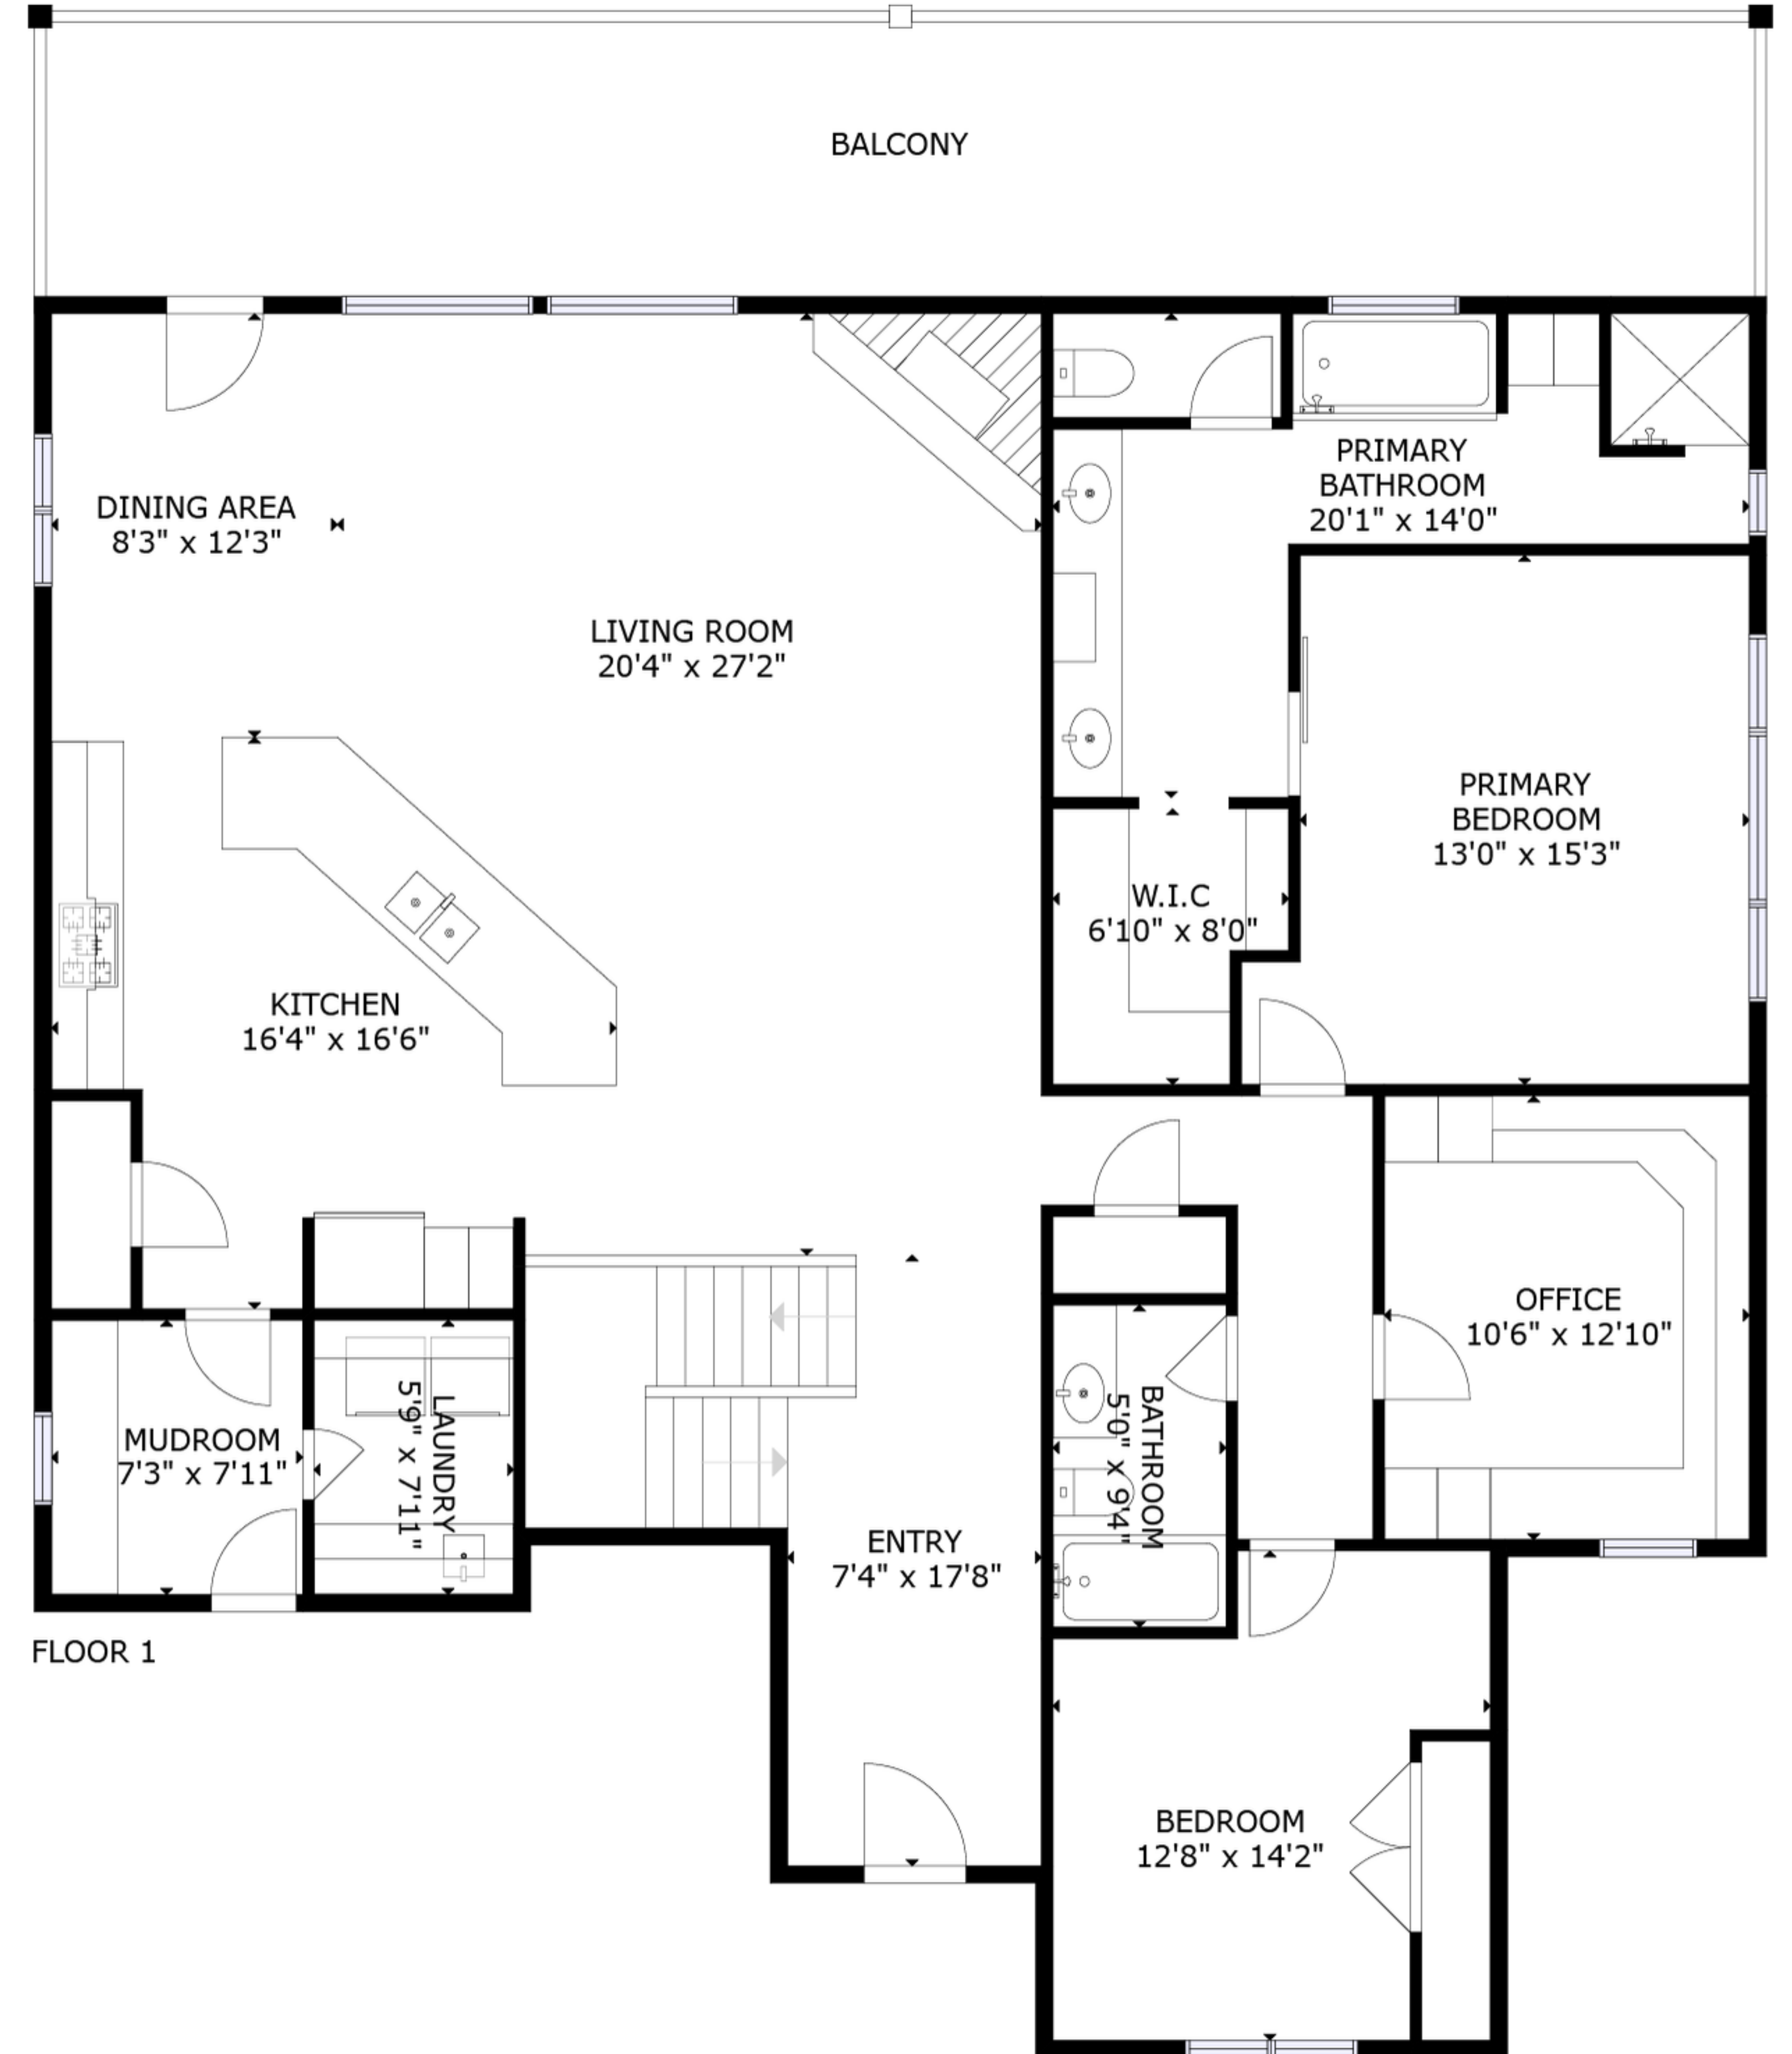 BALCONY
DINING AREA
8'3" x 12'3"
LIVING ROOM
20'4" x 27'2"
PRIMARY
BATHROOM
20'1" x 14'0"
PRIMARY
BEDROOM
13'0" x 15'3"
W.I.C
6'10" x 8'0"
KITCHEN
16'4" x 16'6"
OFFICE
10'6" x 12'10"
MUDROOM
7'3" x 7'11"
LAUNDRY
5'9" x 7'11"
BATHROOM
5'0" x 9'4"
ENTRY
7'4" x 17'8"
FLOOR 1
BEDROOM
12'8" x 14'2"